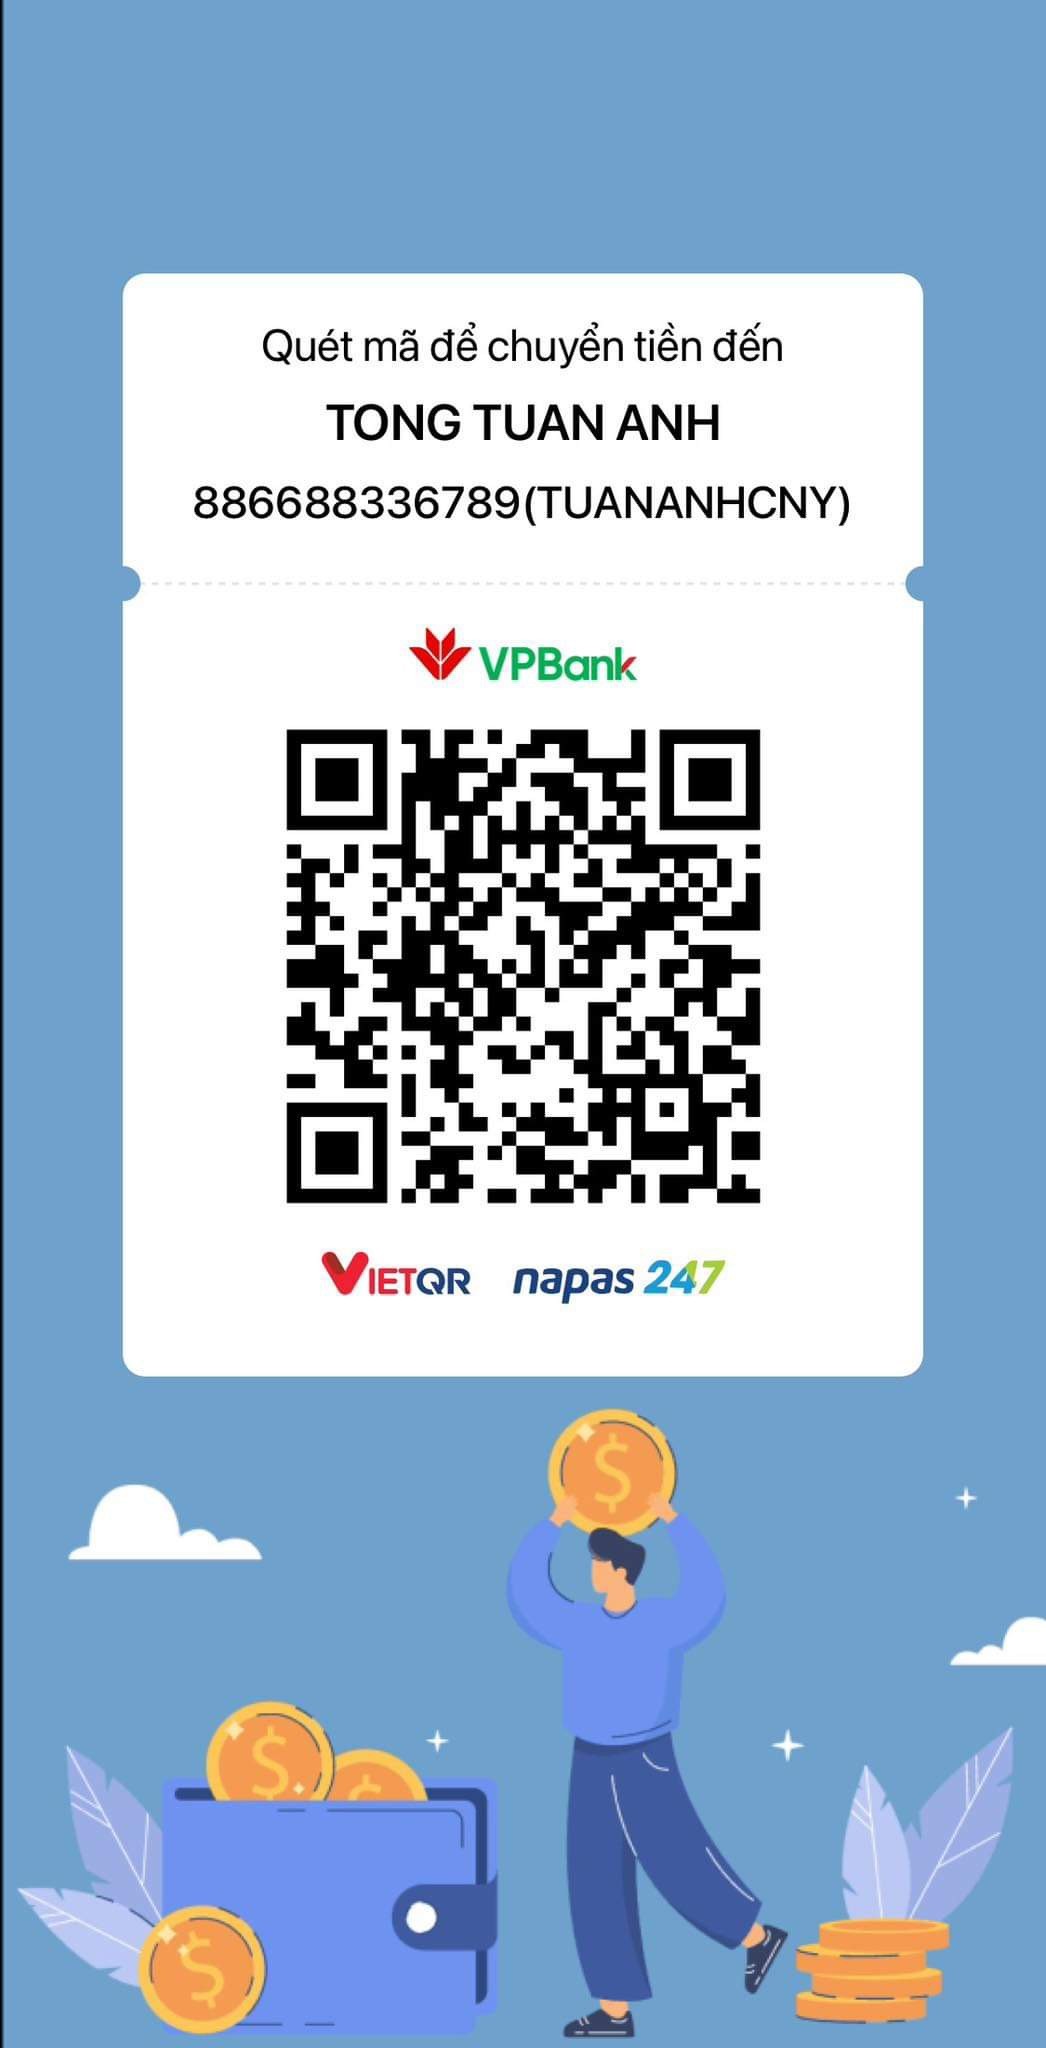 Quét mã để chuyển tiền đến
TONG TUAN ANH
886688336789(TUANANHCNY)
VPBank
VIETQR napas 247